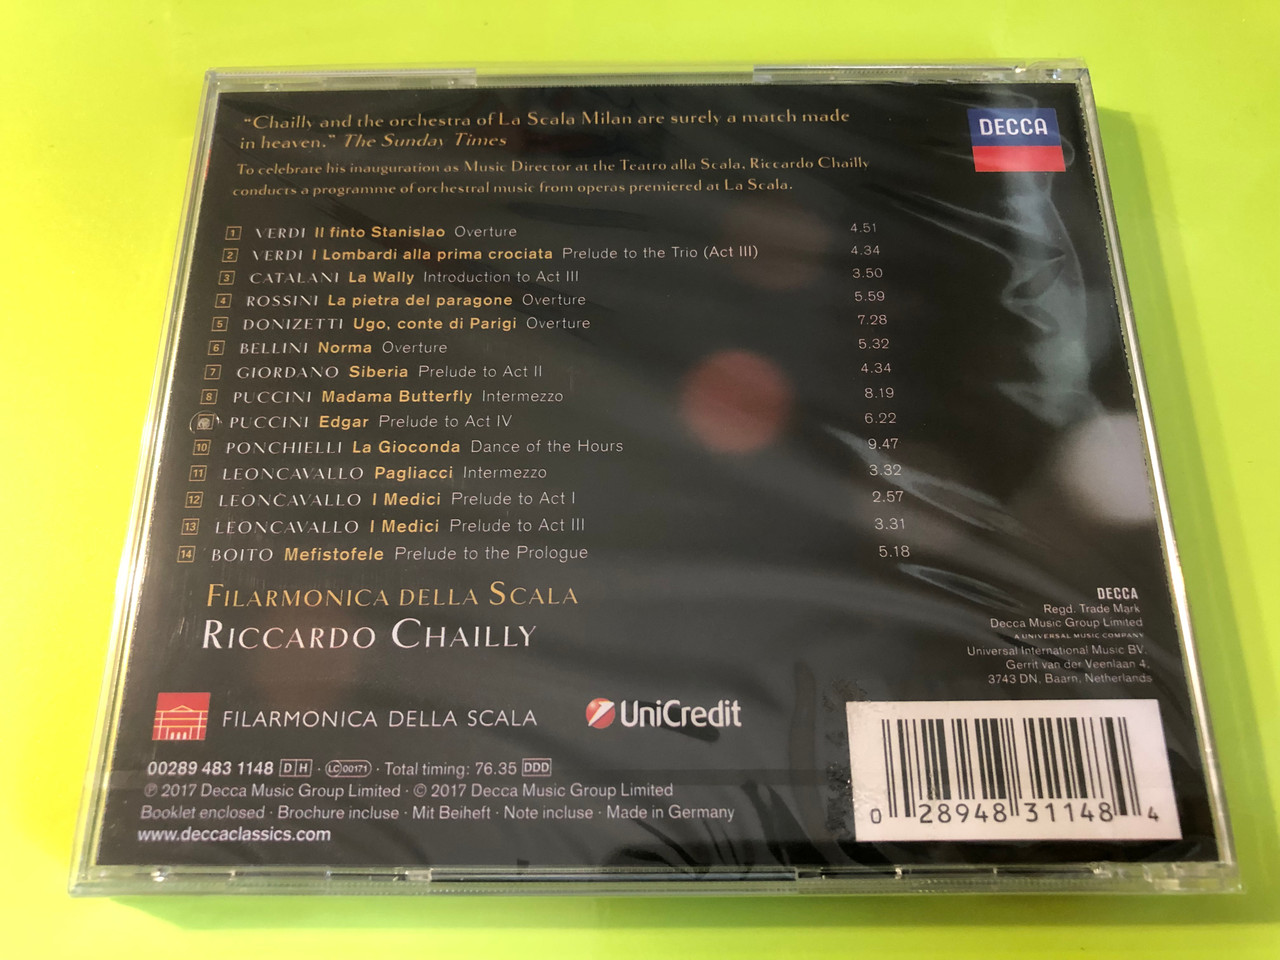 “Chailly and the orchestra of La Scala Milan are surely a match made
in heaven.” The Sunday Times
To celebrate his inauguration as Music Director at the Teatro alla Scala, Riccardo Chailly
conducts a programme of orchestral music from operas premiered at La Scala.
DECCA
1 VERDI Il finto Stanislao Overture 4.51
2 VERDI I Lombardi alla prima crociata Prelude to the Trio (Act III) 4.34
3 CATALANI La Wally Introduction to Act III 3.50
4 ROSSINI La pietra del paragone Overture 5.59
5 DONIZETTI Ugo, conte di Parigi Overture 7.28
6 BELLINI Norma Overture 5.32
7 GIORDANO Siberia Prelude to Act II 4.34
8 PUCCINI Madama Butterfly Intermezzo 8.19
PUCCINI Edgar Prelude to Act IV 6.22
10 PONCHIELLI La Gioconda Dance of the Hours 9.47
11 LEONCAVALLO Pagliacci Intermezzo 3.32
12 LEONCAVALLO I Medici Prelude to Act I 2.57
13 LEONCAVALLO I Medici Prelude to Act III 3.31
14 BOITO Mefistofele Prelude to the Prologue 5.18
FILARMONICA DELLA SCALA
RICCARDO CHAILLY
DECCA
Regd. Trade Mark
Decca Music Group Limited
A UNIVERSAL MUSIC COMPANY
Universal International Music BV.
Gerrit van der Veenlaan 4,
3743 DN, Baarn, Netherlands
FILARMONICA DELLA SCALA
UniCredit
00289 483 1148 DH · LC 00171 · Total timing: 76.35 DDD
℗ 2017 Decca Music Group Limited · © 2017 Decca Music Group Limited
Booklet enclosed · Brochure incluse · Mit Beiheft · Note incluse · Made in Germany
www.deccaclassics.com
0 28948 31148 4